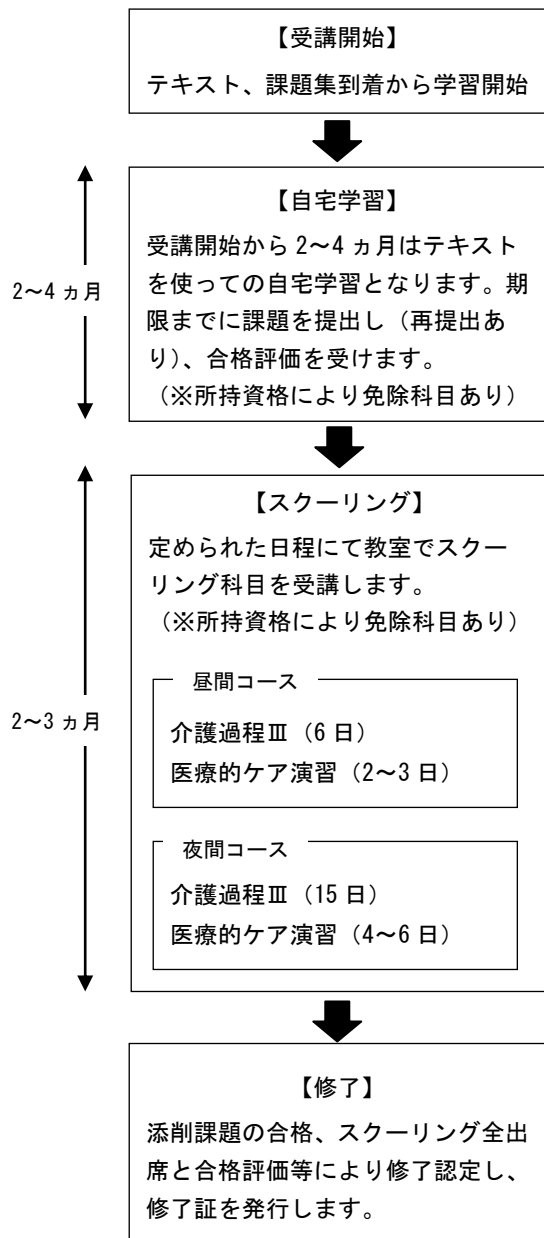 【受講開始】
テキスト、課題集到着から学習開始
【自宅学習】
受講開始から 2~4 ヵ月はテキスト
を使っての自宅学習となります。期
限までに課題を提出し（再提出あ
り）、合格評価を受けます。
（※所持資格により免除科目あり）
2~4 ヵ月
【スクーリング】
定められた日程にて教室でスクー
リング科目を受講します。
（※所持資格により免除科目あり）
2~3 ヵ月
昼間コース
介護過程Ⅲ（6 日）
医療的ケア演習（2~3 日）
夜間コース
介護過程Ⅲ（15 日）
医療的ケア演習（4~6 日）
【修了】
添削課題の合格、スクーリング全出
席と合格評価等により修了認定し、
修了証を発行します。